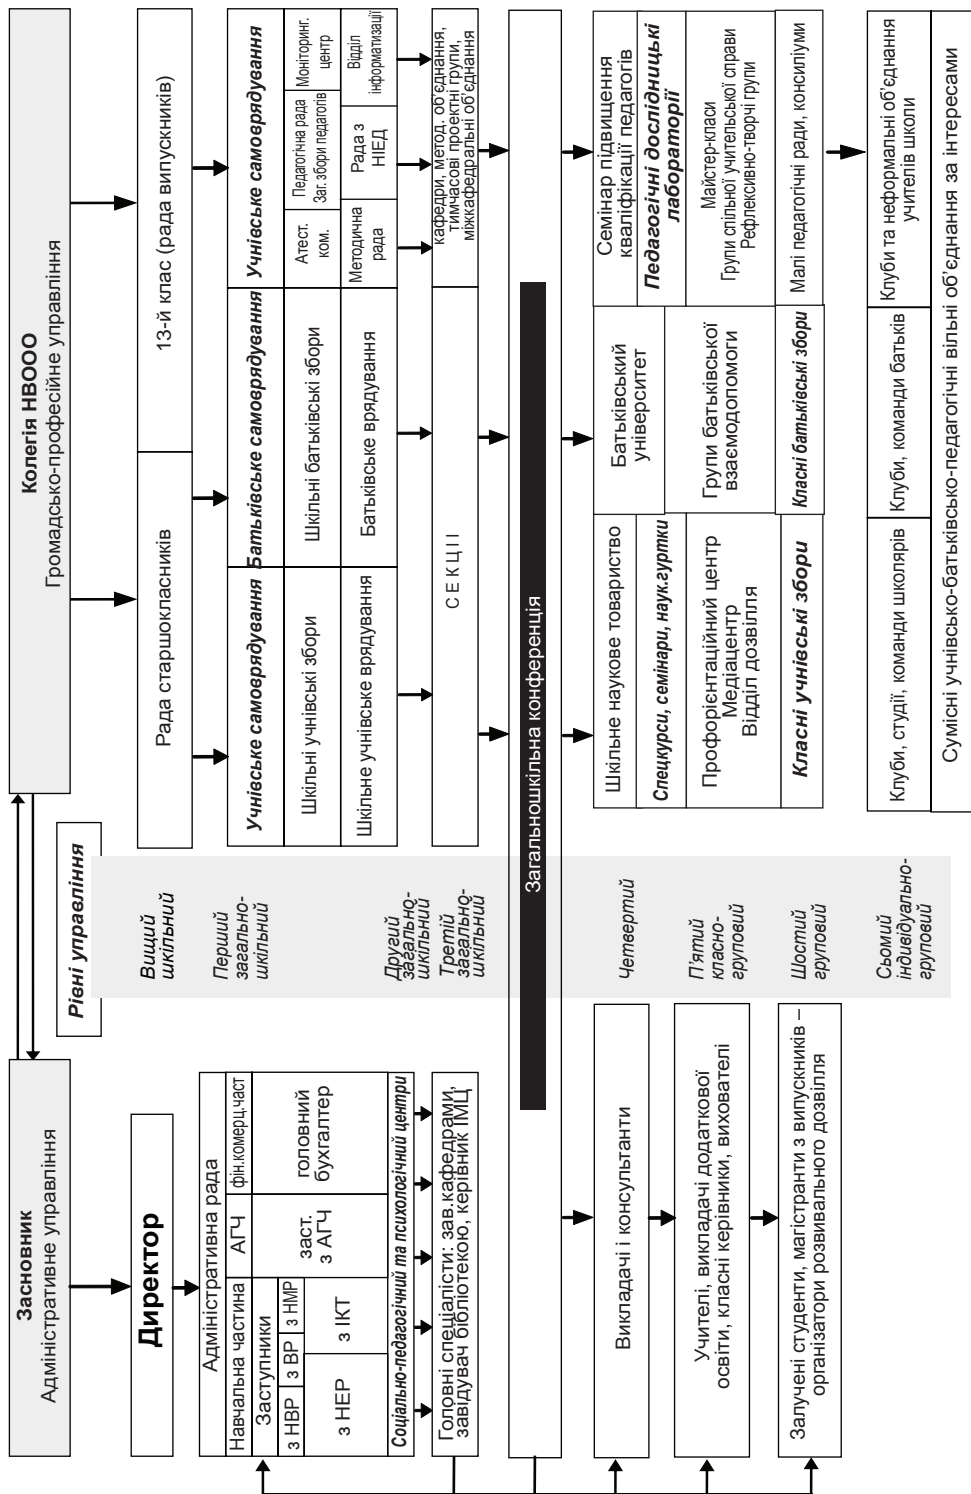 Засновник
Адміністративне управління
Колегія НВООО
Громадсько-професійне управління
Рівні управління
Директор
Вищий
шкільний
Рада старшокласників
13-й клас (рада випускників)
Адміністративна рада
Навчальна частина
АГЧ
фін.комерц.част
Заступники
з НВР
з ВР
з НМР
з НЕР
з ІКТ
заст.
з АГЧ
головний
бухгалтер
Соціально-педагогічний та психологічний центри
Перший
загально-
шкільний
Учнівське самоврядування
Батьківське самоврядування
Учнівське самоврядування
Шкільні учнівські збори
Шкільні батьківські збори
Атест.
ком.
Педагогічна рада
Заг. збори педагогів
Моніторинг.
центр
Шкільне учнівське врядування
Батьківське врядування
Методична
рада
Рада з
НІЕД
Відділ
інформатизації
Другий
загально-
шкільний
Головні спеціалісти: зав.кафедрами,
завідувач бібліотекою, керівник ІМЦ
Третій
загально-
шкільний
С Е К Ц І Ї
кафедри, метод. об’єднання,
тимчасові проектні групи,
міжкафедральні об’єднання
Загальношкільна конференція
Викладачі і консультанти
Четвертий
Шкільне наукове товариство
Батьківський
університет
Семінар підвищення
кваліфікації педагогів
Спецкурси, семінари, наук.гуртки
Педагогічні дослідницькі
лабораторії
Учителі, викладачі додаткової
освіти, класні керівники, вихователі
П’ятий
класно-
груповий
Профорієнтаційний центр
Медіацентр
Відділ дозвілля
Групи батьківської
взаємодопомоги
Майстер-класи
Групи спільної учительської справи
Рефлексивно-творчі групи
Залучені студенти, магістранти з випускників –
організатори розвивального дозвілля
Шостий
груповий
Класні учнівські збори
Класні батьківські збори
Малі педагогічні ради, консиліуми
Сьомий
індивідуально-
груповий
Клуби, студії, команди школярів
Клуби, команди батьків
Клуби та неформальні об’єднання
учителів школи
Сумісні учнівсько-батьківсько-педагогічні вільні об’єднання за інтересами